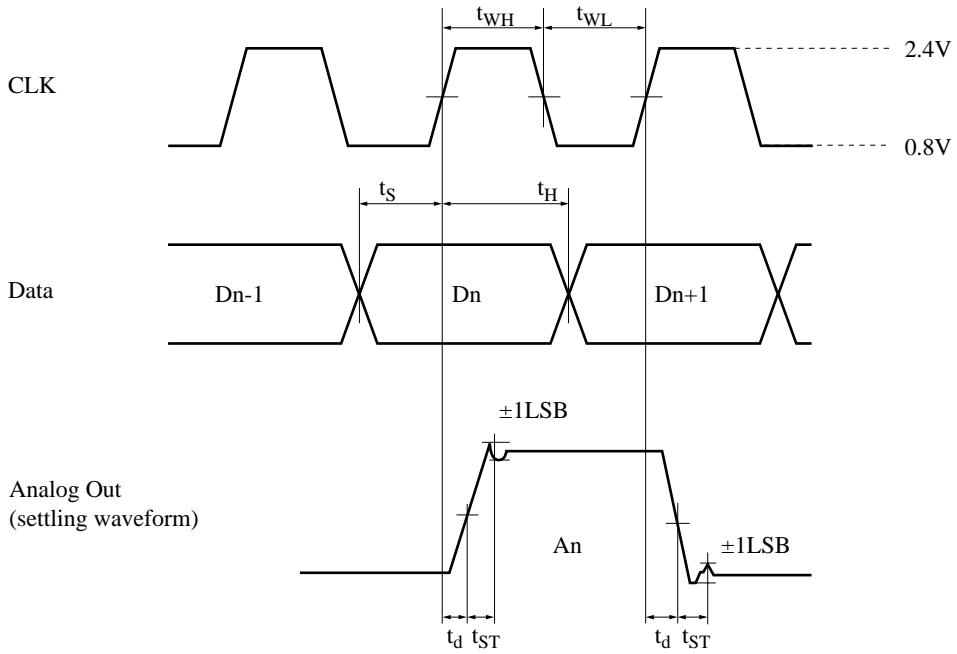 tWH tWL
2.4V
CLK
0.8V
tS tH
Data Dn-1 Dn Dn+1
±1LSB
Analog Out
(settling waveform)
An ±1LSB
td tST td tST